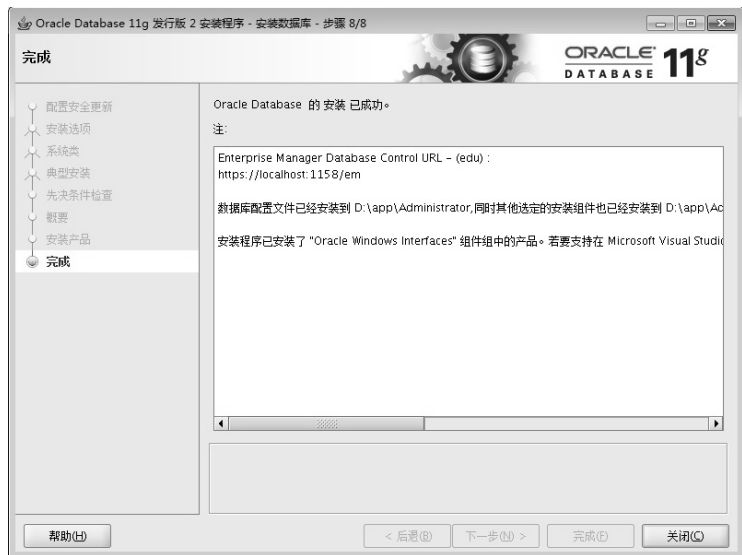 Oracle Database 11g 发行版 2 安装程序 - 安装数据库 - 步骤 8/8
完成
ORACLE
DATABASE
11g
配置安全更新
安装选项
系统类
典型安装
先决条件检查
概要
安装产品
完成
Oracle Database 的 安装 已成功。
注:
Enterprise Manager Database Control URL - (edu) :
https://localhost:1158/em
数据库配置文件已经安装到 D:\app\Administrator,同时其他选定的安装组件也已经安装到 D:\app\Ac
安装程序已安装了 "Oracle Windows Interfaces" 组件组中的产品。若要支持在 Microsoft Visual Studi
帮助(H)
< 后退(B)
下一步(N) >
完成(F)
关闭(C)